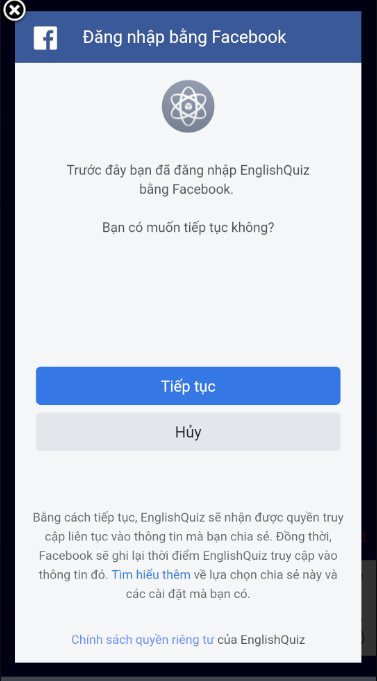 Đăng nhập bằng Facebook
Trước đây bạn đã đăng nhập EnglishQuiz
bằng Facebook.
Bạn có muốn tiếp tục không?
Tiếp tục
Hủy
Bằng cách tiếp tục, EnglishQuiz sẽ nhận được quyền truy
cập liên tục vào thông tin mà bạn chia sẻ. Đồng thời,
Facebook sẽ ghi lại thời điểm EnglishQuiz truy cập vào
thông tin đó. Tìm hiểu thêm về lựa chọn chia sẻ này và
các cài đặt mà bạn có.
Chính sách quyền riêng tư của EnglishQuiz